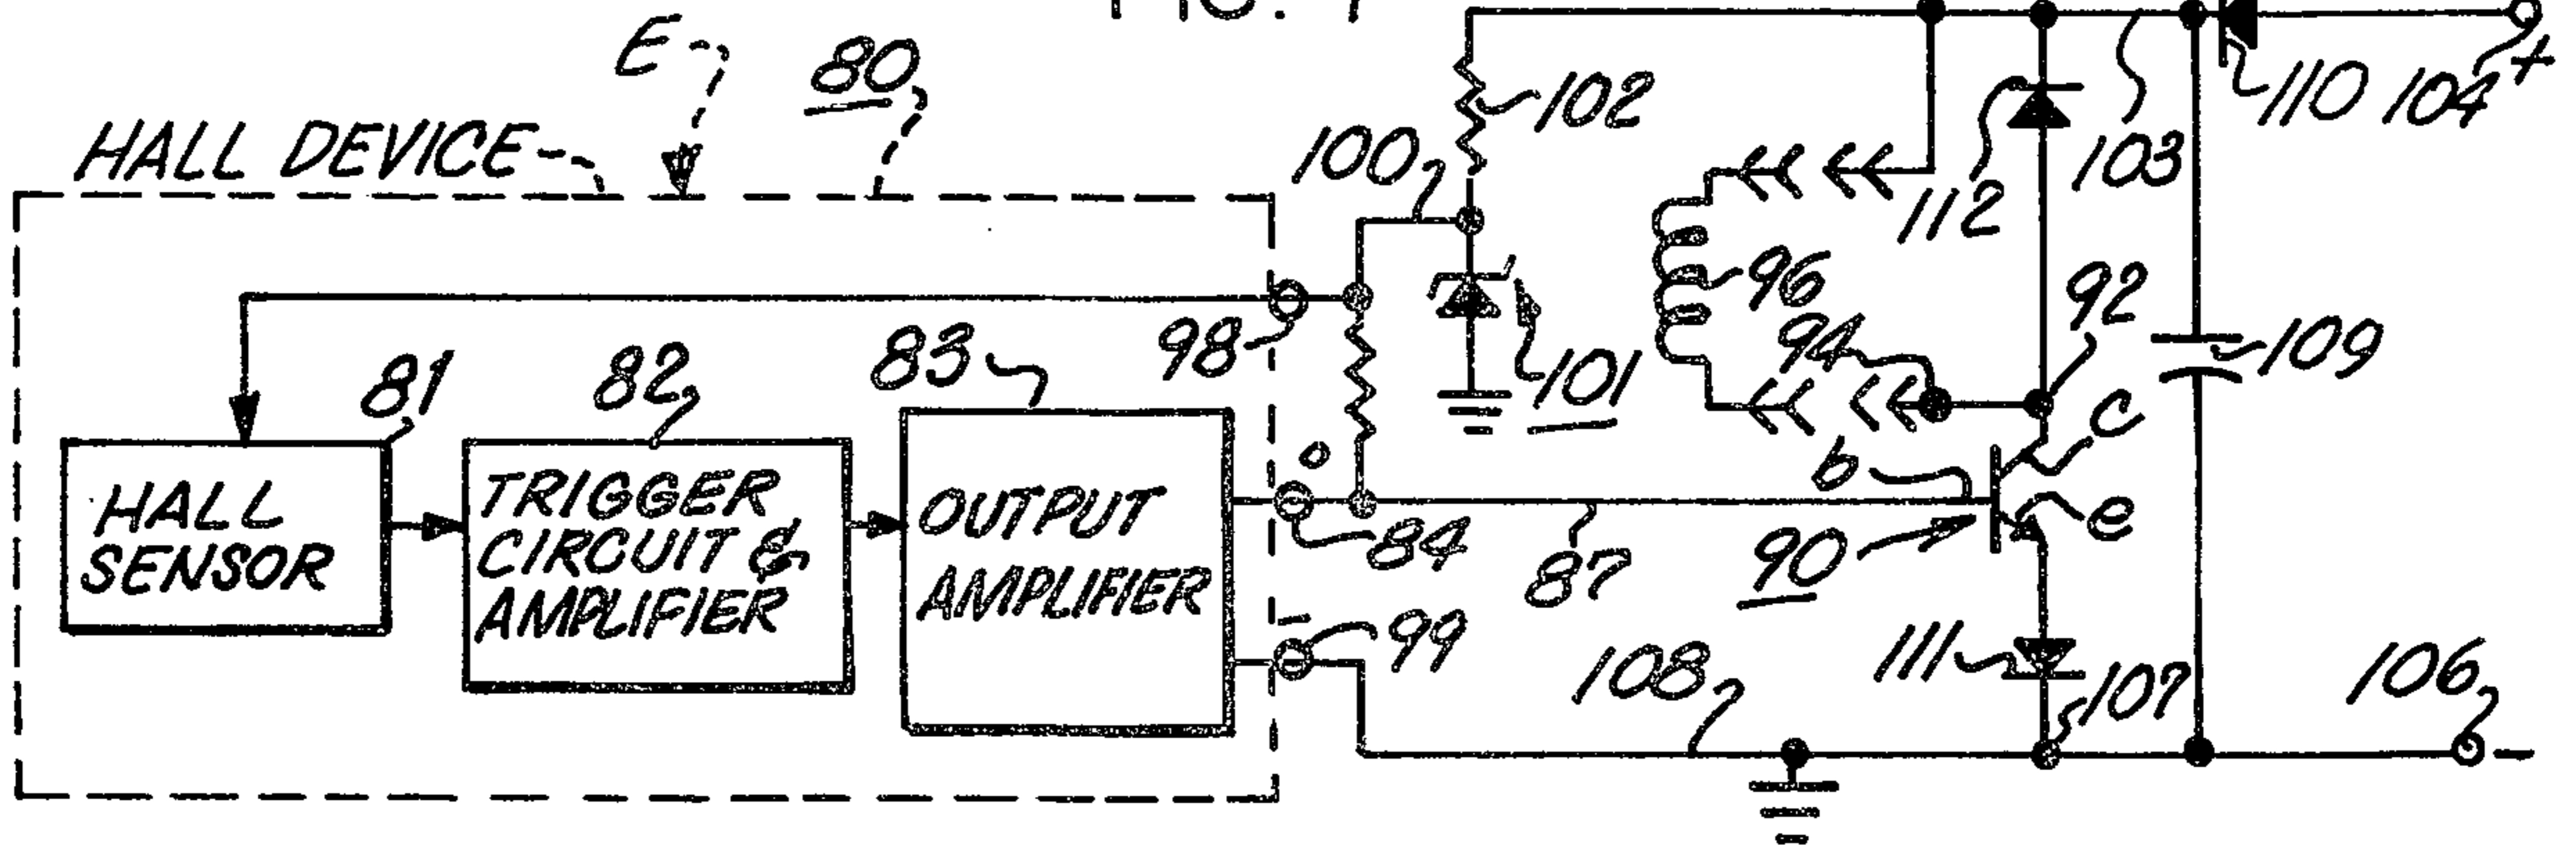 E
80
HALL DEVICE
102
100
112
103
110
104
+
98
101
96
94
92
109
81
82
83
HALL
SENSOR
TRIGGER
CIRCUIT &
AMPLIFIER
OUTPUT
AMPLIFIER
o
84
87
b
c
e
90
-
99
108
111
107
106
-